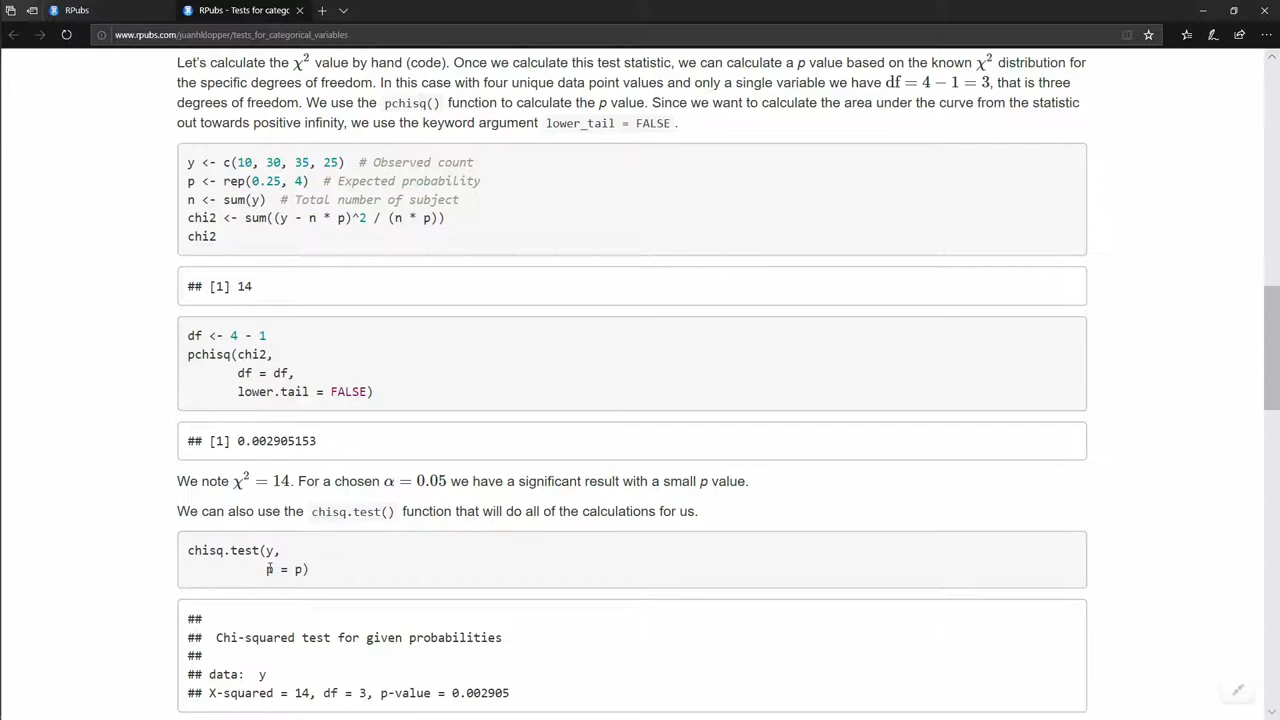 RPubs
RPubs - Tests for catego
www.rpubs.com/juanhklopper/tests_for_categorical_variables
Let's calculate the χ² value by hand (code). Once we calculate this test statistic, we can calculate a p value based on the known χ² distribution for
the specific degrees of freedom. In this case with four unique data point values and only a single variable we have df = 4 − 1 = 3, that is three
degrees of freedom. We use the pchisq() function to calculate the p value. Since we want to calculate the area under the curve from the statistic
out towards positive infinity, we use the keyword argument lower_tail = FALSE .
y <- c(10, 30, 35, 25)  # Observed count
p <- rep(0.25, 4)  # Expected probability
n <- sum(y)  # Total number of subject
chi2 <- sum((y - n * p)^2 / (n * p))
chi2
## [1] 14
df <- 4 - 1
pchisq(chi2,
df = df,
lower.tail = FALSE)
## [1] 0.002905153
We note χ² = 14. For a chosen α = 0.05 we have a significant result with a small p value.
We can also use the chisq.test() function that will do all of the calculations for us.
chisq.test(y,
p = p)
##
## Chi-squared test for given probabilities
##
## data: y
## X-squared = 14, df = 3, p-value = 0.002905